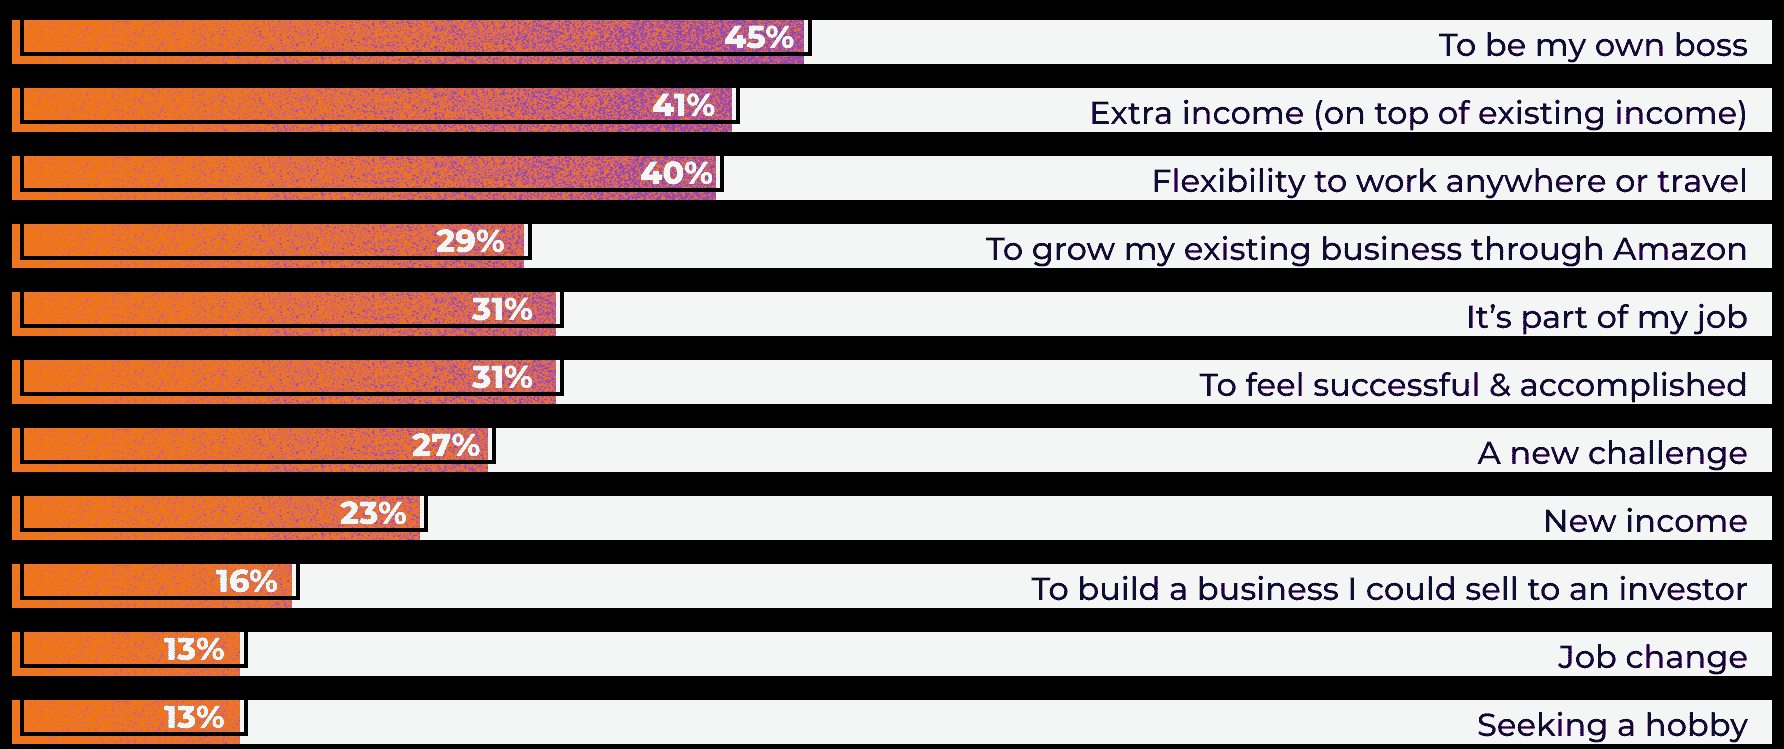 45% To be my own boss
41% Extra income (on top of existing income)
40% Flexibility to work anywhere or travel
29% To grow my existing business through Amazon
31% It’s part of my job
31% To feel successful & accomplished
27% A new challenge
23% New income
16% To build a business I could sell to an investor
13% Job change
13% Seeking a hobby